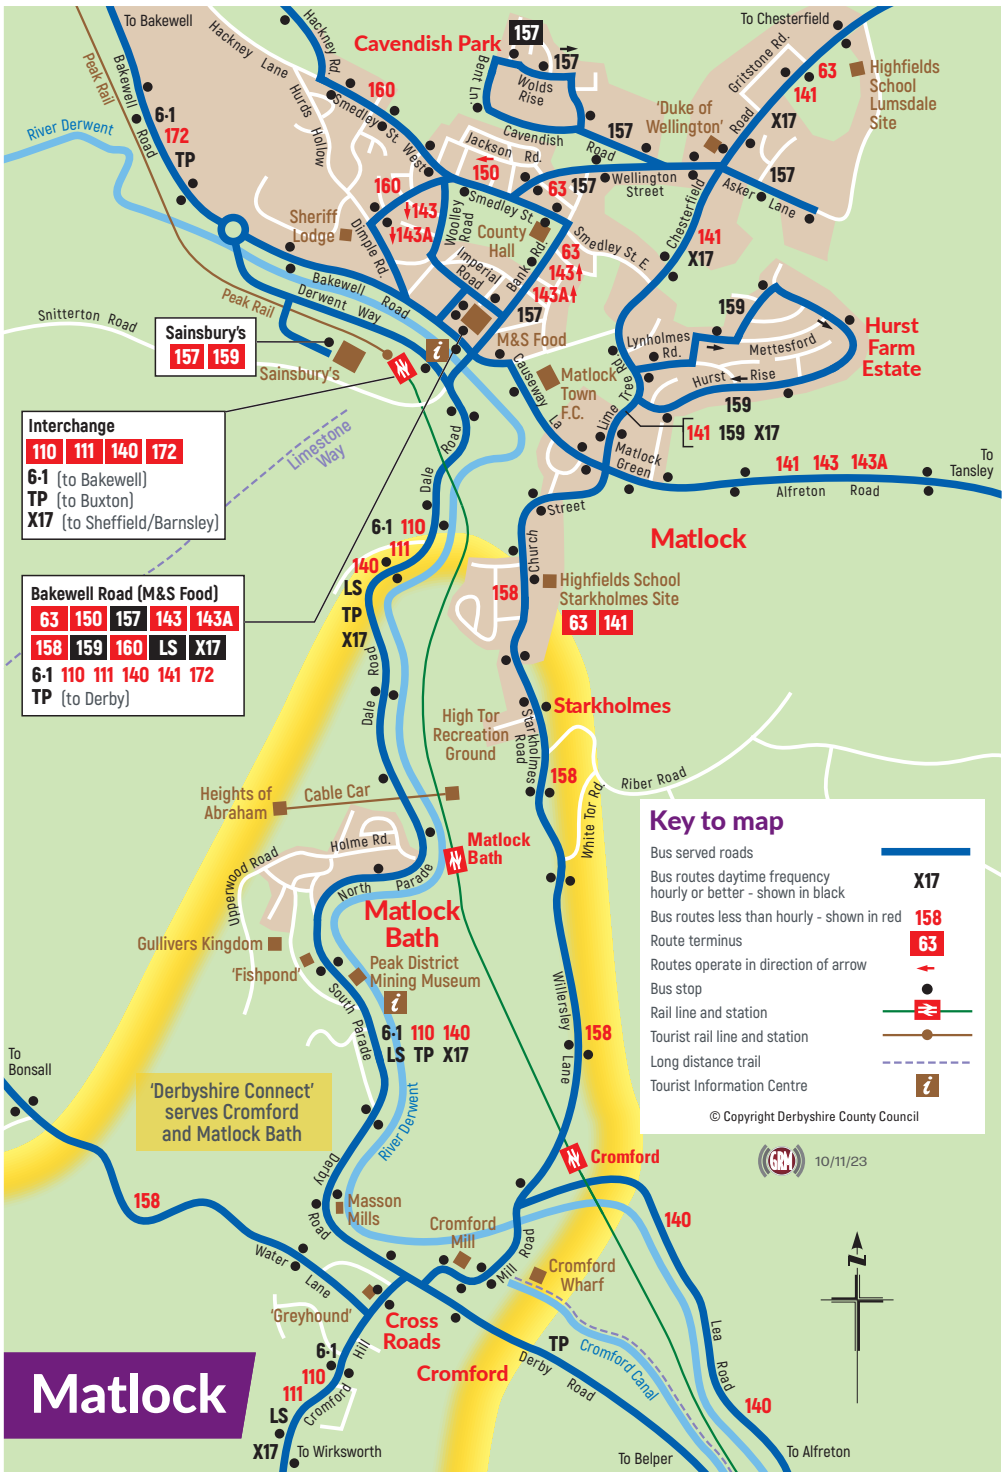 To Bakewell
Hackney Lane
Hackney Rd.
Cavendish Park
157
157
To Chesterfield
Gritstone Rd.
63
141
X17
Highfields
School
Lumsdale
Site
Peak Rail
Bakewell
Road
6·1
172
TP
River Derwent
Hurds
Hollow
160
Smedley St. West
Bent Ln.
Wolds
Rise
Cavendish
Road
157
'Duke of
Wellington'
Road
Jackson Rd.
150
63
157
Wellington
Street
157
Asker Lane
160
143
143A
Sheriff
Lodge
Dimple Rd.
Woolley
Road
Smedley St.
County
Hall
Smedley St. E.
Chesterfield
141
X17
Imperial
Road
Bank Rd.
63
143
143A
157
Bakewell Road
Derwent Way
Peak Rail
Snitterton Road
Sainsbury's
157 159
Sainsbury's
i
M&S Food
159
Lynholmes
Rd.
Mettesford
Hurst
Farm
Estate
Hurst Rise
159
Causeway La
Matlock
Town
F.C.
Lime Tree Rd.
141 159 X17
Matlock
Green
141 143 143A
Alfreton Road
To
Tansley
Interchange
110 111 140 172
6·1 (to Bakewell)
TP (to Buxton)
X17 (to Sheffield/Barnsley)
Limestone
Way
Dale Road
6·1 110
111
140
LS
TP
X17
Street
Church
Matlock
158
Highfields School
Starkholmes Site
63 141
Bakewell Road (M&S Food)
63 150 157 143 143A
158 159 160 LS X17
6·1 110 111 140 141 172
TP (to Derby)
Dale Road
High Tor
Recreation
Ground
Starkholmes
Road
Starkholmes
158
White Tor Rd.
Riber Road
Heights of
Abraham
Cable Car
Holme Rd.
Upperwood Road
North Parade
Matlock
Bath
Matlock
Bath
Gullivers Kingdom
'Fishpond'
Peak District
Mining Museum
i
South Parade
6·1 110 140
LS TP X17
Willersley
Lane
158
Key to map
Bus served roads
Bus routes daytime frequency
hourly or better - shown in black X17
Bus routes less than hourly - shown in red 158
Route terminus 63
Routes operate in direction of arrow
Bus stop
Rail line and station
Tourist rail line and station
Long distance trail
Tourist Information Centre i
© Copyright Derbyshire County Council
GRM 10/11/23
To
Bonsall
'Derbyshire Connect'
serves Cromford
and Matlock Bath
River Derwent
Derby
Road
Masson
Mills
Cromford
158
Water
Lane
Cromford
Mill
Mill Road
Cromford
Wharf
140
'Greyhound'
Cross
Roads
Cromford
TP
Derby
Road
Cromford Canal
Lea
Road
140
N
6·1
110
111
LS
X17
Cromford Hill
Matlock
To Wirksworth
To Belper
To Alfreton